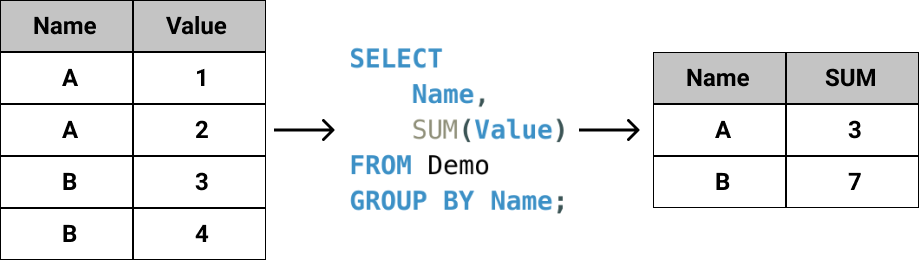 Name Value
A 1
A 2
B 3
B 4
SELECT
Name,
SUM(Value)
FROM Demo
GROUP BY Name;
Name SUM
A 3
B 7